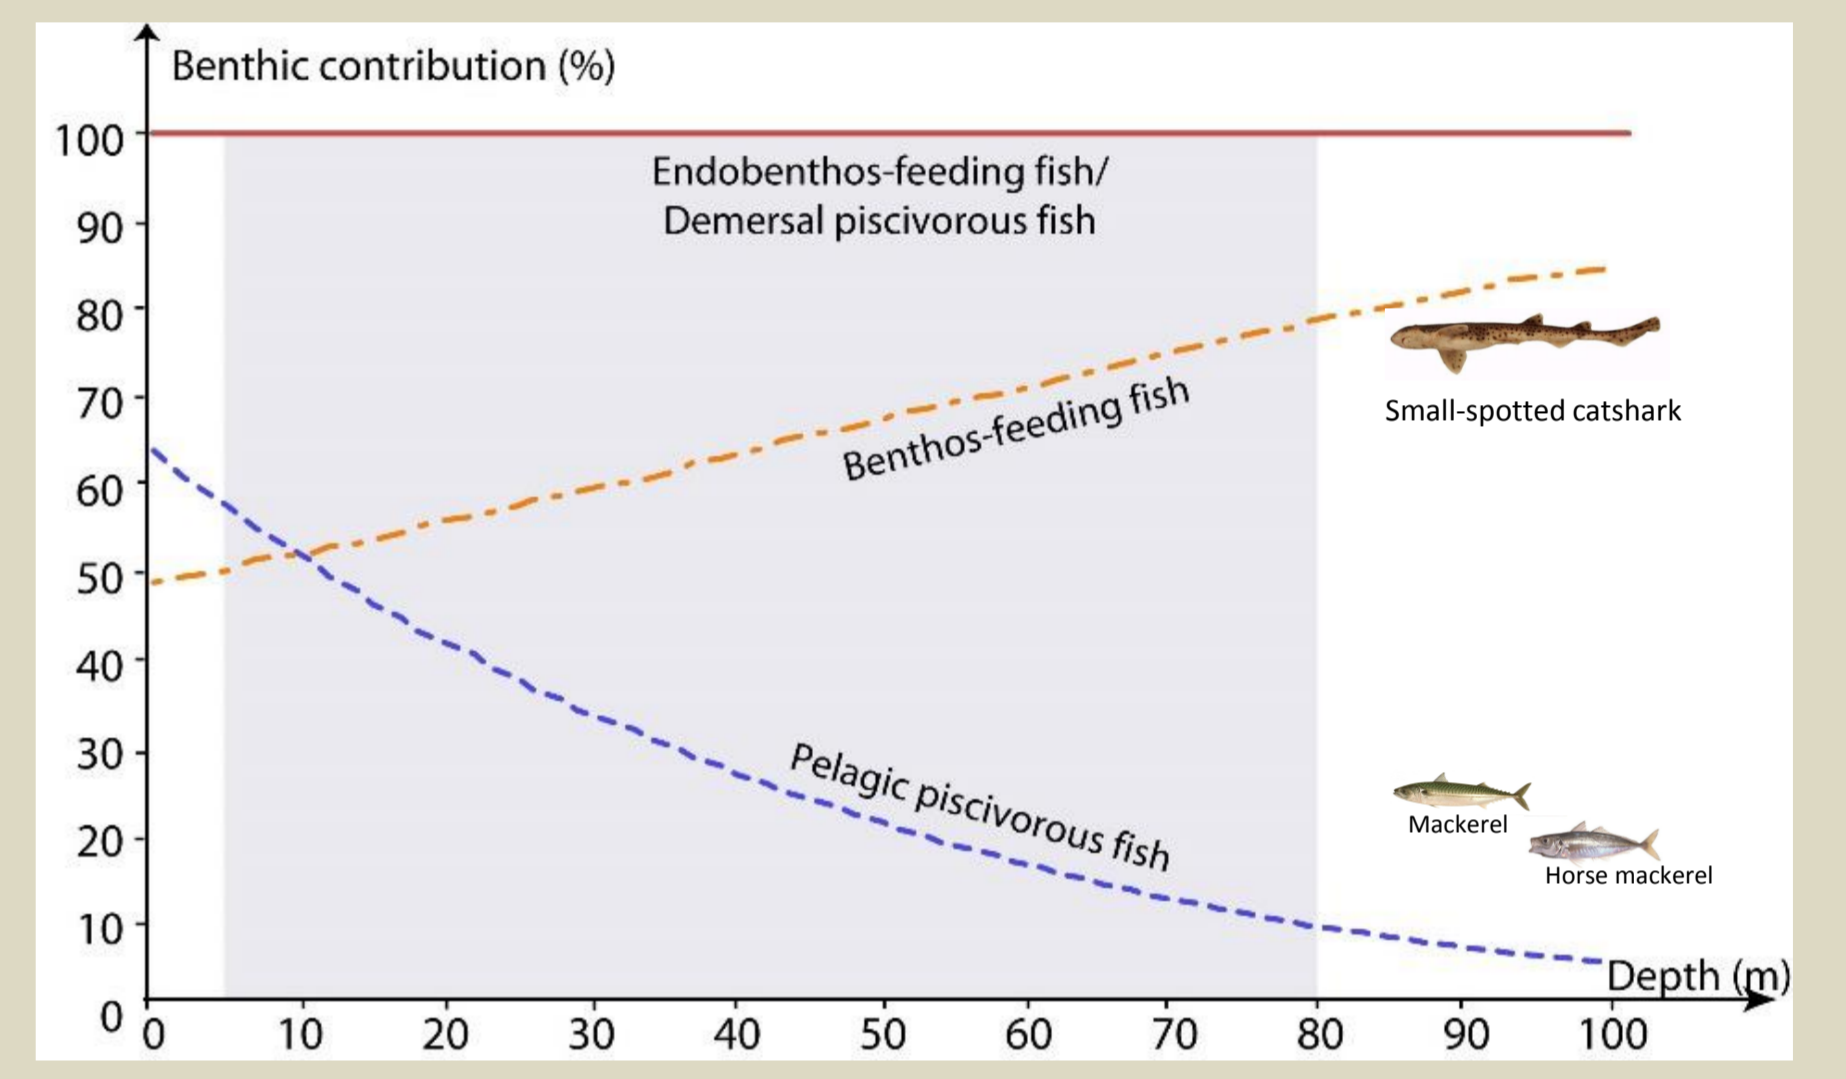 Benthic contribution (%)
100
Endobenthos-feeding fish/
Demersal piscivorous fish
90
80
70
Small-spotted catshark
Benthos-feeding fish
60
50
40
30
Pelagic piscivorous fish
20
Mackerel
Horse mackerel
10
Depth (m)
0
0 10 20 30 40 50 60 70 80 90 100